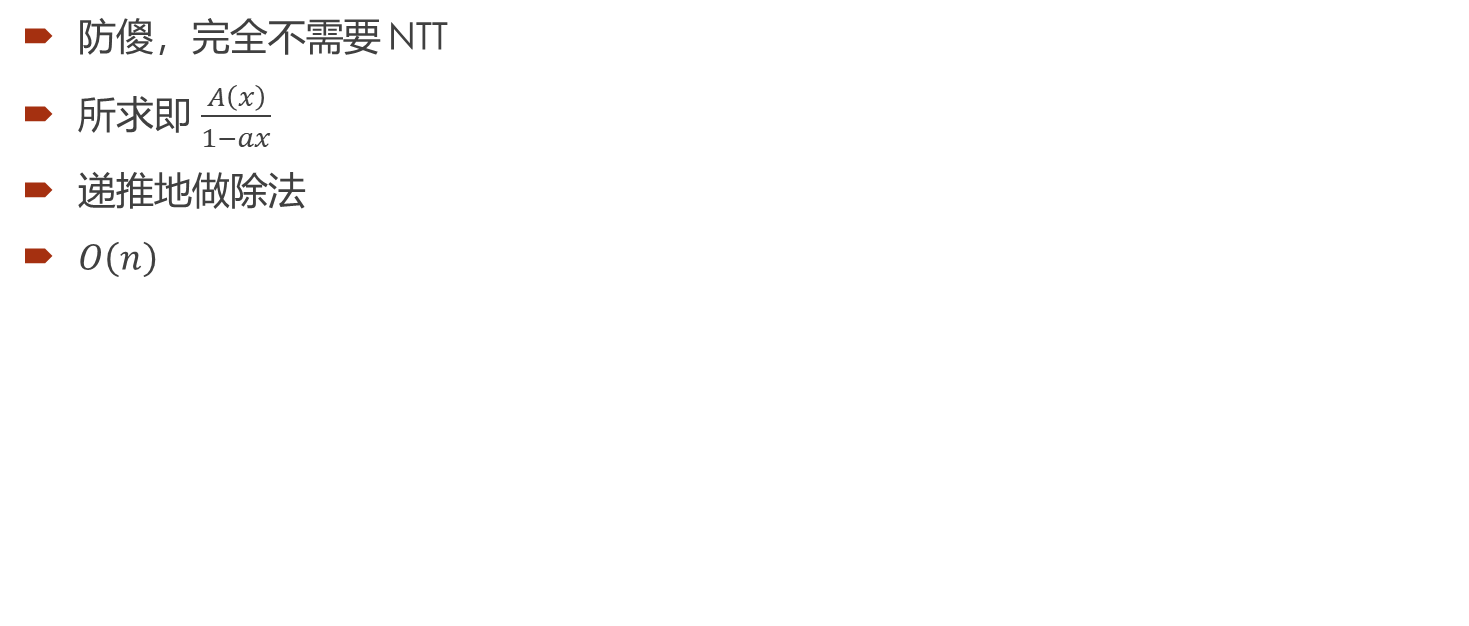 防傻，完全不需要 NTT
所求即 $\frac{A(x)}{1-ax}$
递推地做除法
$O(n)$